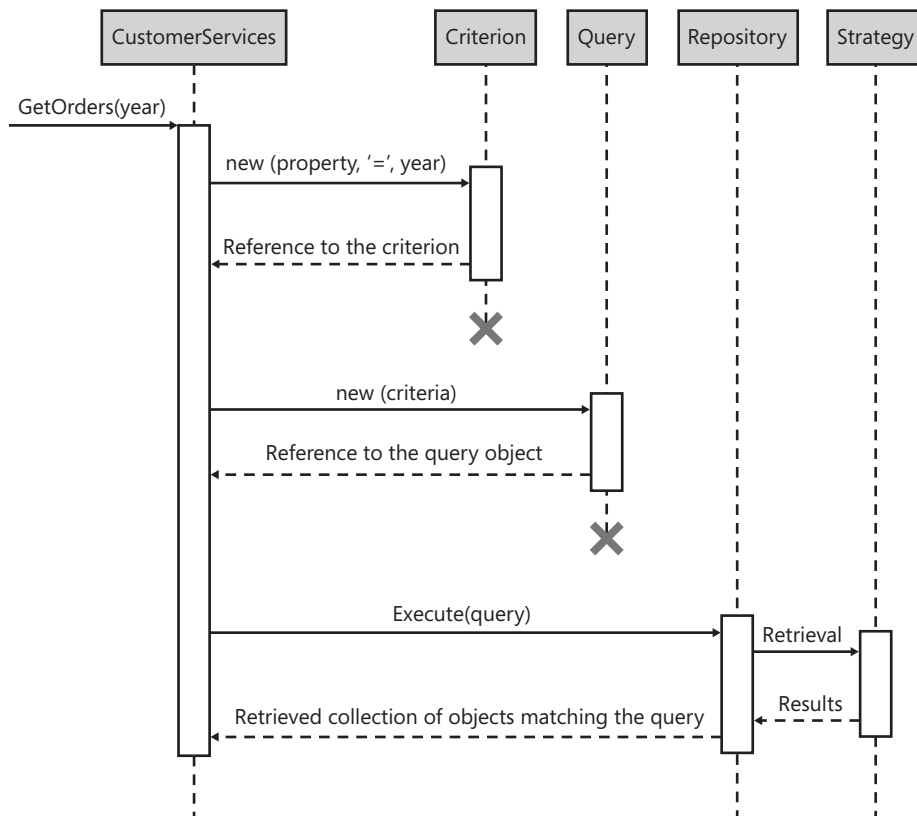 CustomerServices
Criterion
Query
Repository
Strategy
GetOrders(year)
new (property, ‘=’, year)
Reference to the criterion
new (criteria)
Reference to the query object
Execute(query)
Retrieval
Results
Retrieved collection of objects matching the query